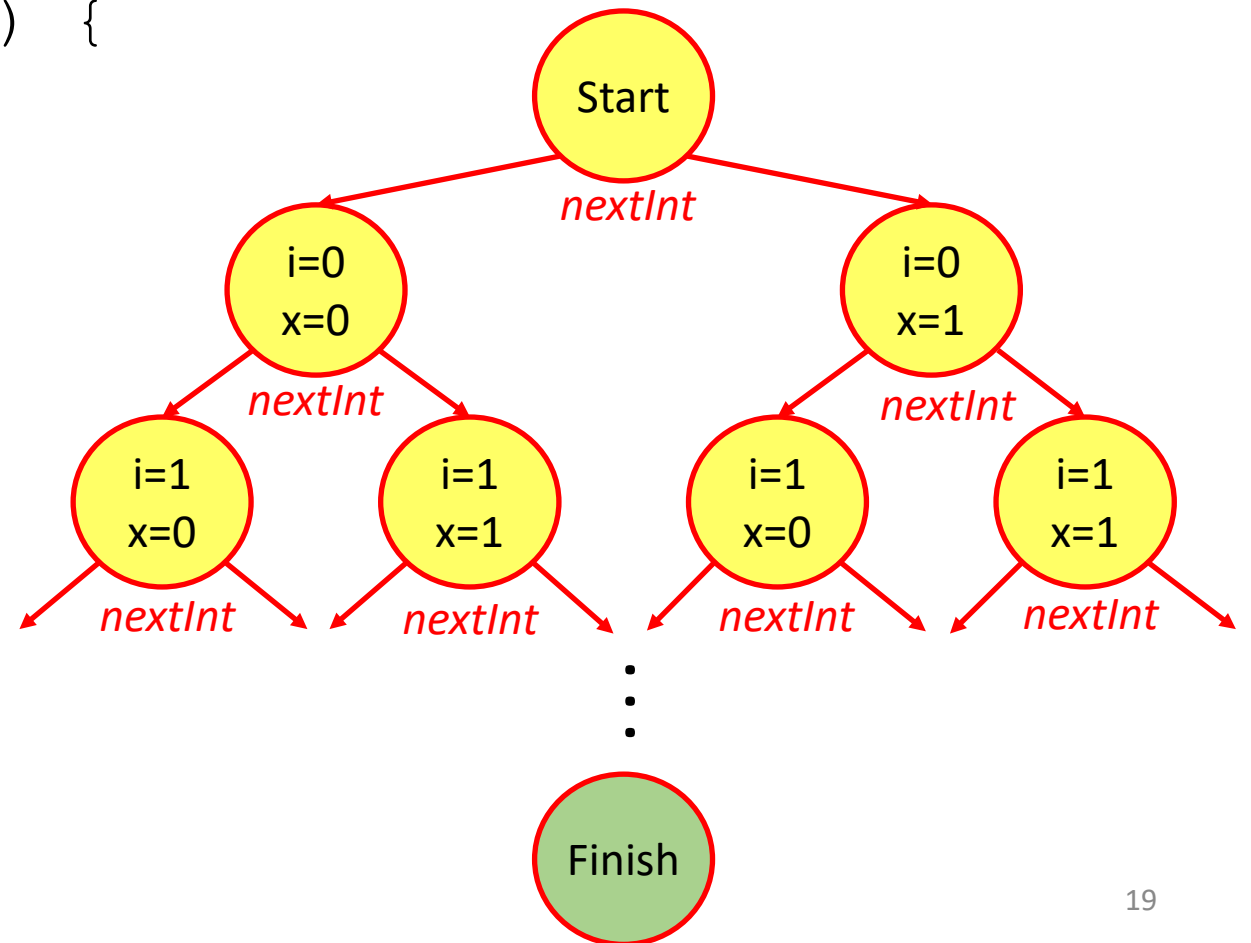 ) {
Start
nextInt
i=0
x=0
i=0
x=1
nextInt
nextInt
i=1
x=0
i=1
x=1
i=1
x=0
i=1
x=1
nextInt
nextInt
nextInt
nextInt
Finish
19